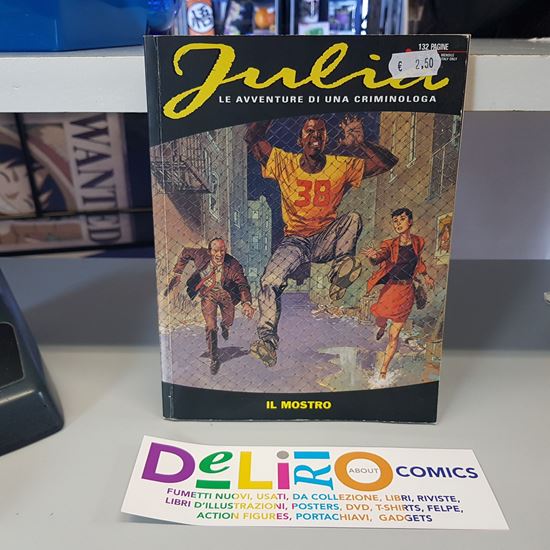 Julia
132 PAGINE
€ 2,50
LE AVVENTURE DI UNA CRIMINOLOGA
WANTED
38
IL MOSTRO
DeLiRiO ABOUT COMICS
FUMETTI NUOVI, USATI, DA COLLEZIONE, LIBRI, RIVISTE,
LIBRI D'ILLUSTRAZIONI, POSTERS, DVD, T-SHIRTS, FELPE,
ACTION FIGURES, PORTACHIAVI, GADGETS